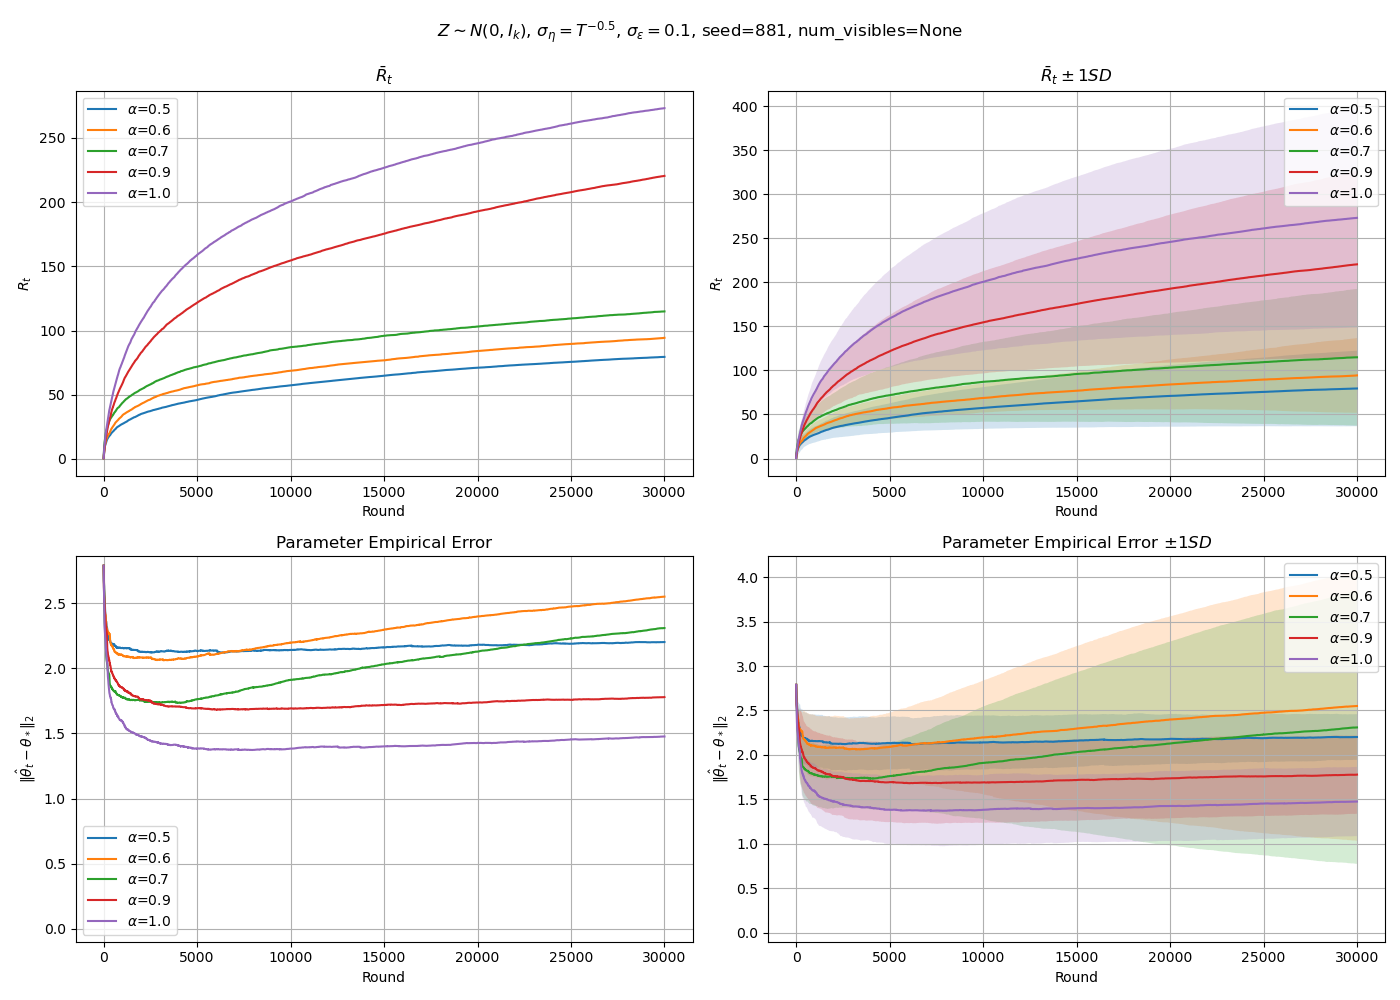 Z ~ N(0, I_k), σ_η = T^{−0.5}, σ_ε = 0.1, seed=881, num_visibles=None
R̄_t
R_t
250
200
150
100
50
0
α=0.5
α=0.6
α=0.7
α=0.9
α=1.0
0 5000 10000 15000 20000 25000 30000
Round
R̄_t ± 1SD
R_t
400
350
300
250
200
150
100
50
0
α=0.5
α=0.6
α=0.7
α=0.9
α=1.0
0 5000 10000 15000 20000 25000 30000
Round
Parameter Empirical Error
‖θ̂_t − θ_*‖_2
2.5
2.0
1.5
1.0
0.5
0.0
α=0.5
α=0.6
α=0.7
α=0.9
α=1.0
0 5000 10000 15000 20000 25000 30000
Round
Parameter Empirical Error ±1SD
‖θ̂_t − θ_*‖_2
4.0
3.5
3.0
2.5
2.0
1.5
1.0
0.5
0.0
α=0.5
α=0.6
α=0.7
α=0.9
α=1.0
0 5000 10000 15000 20000 25000 30000
Round